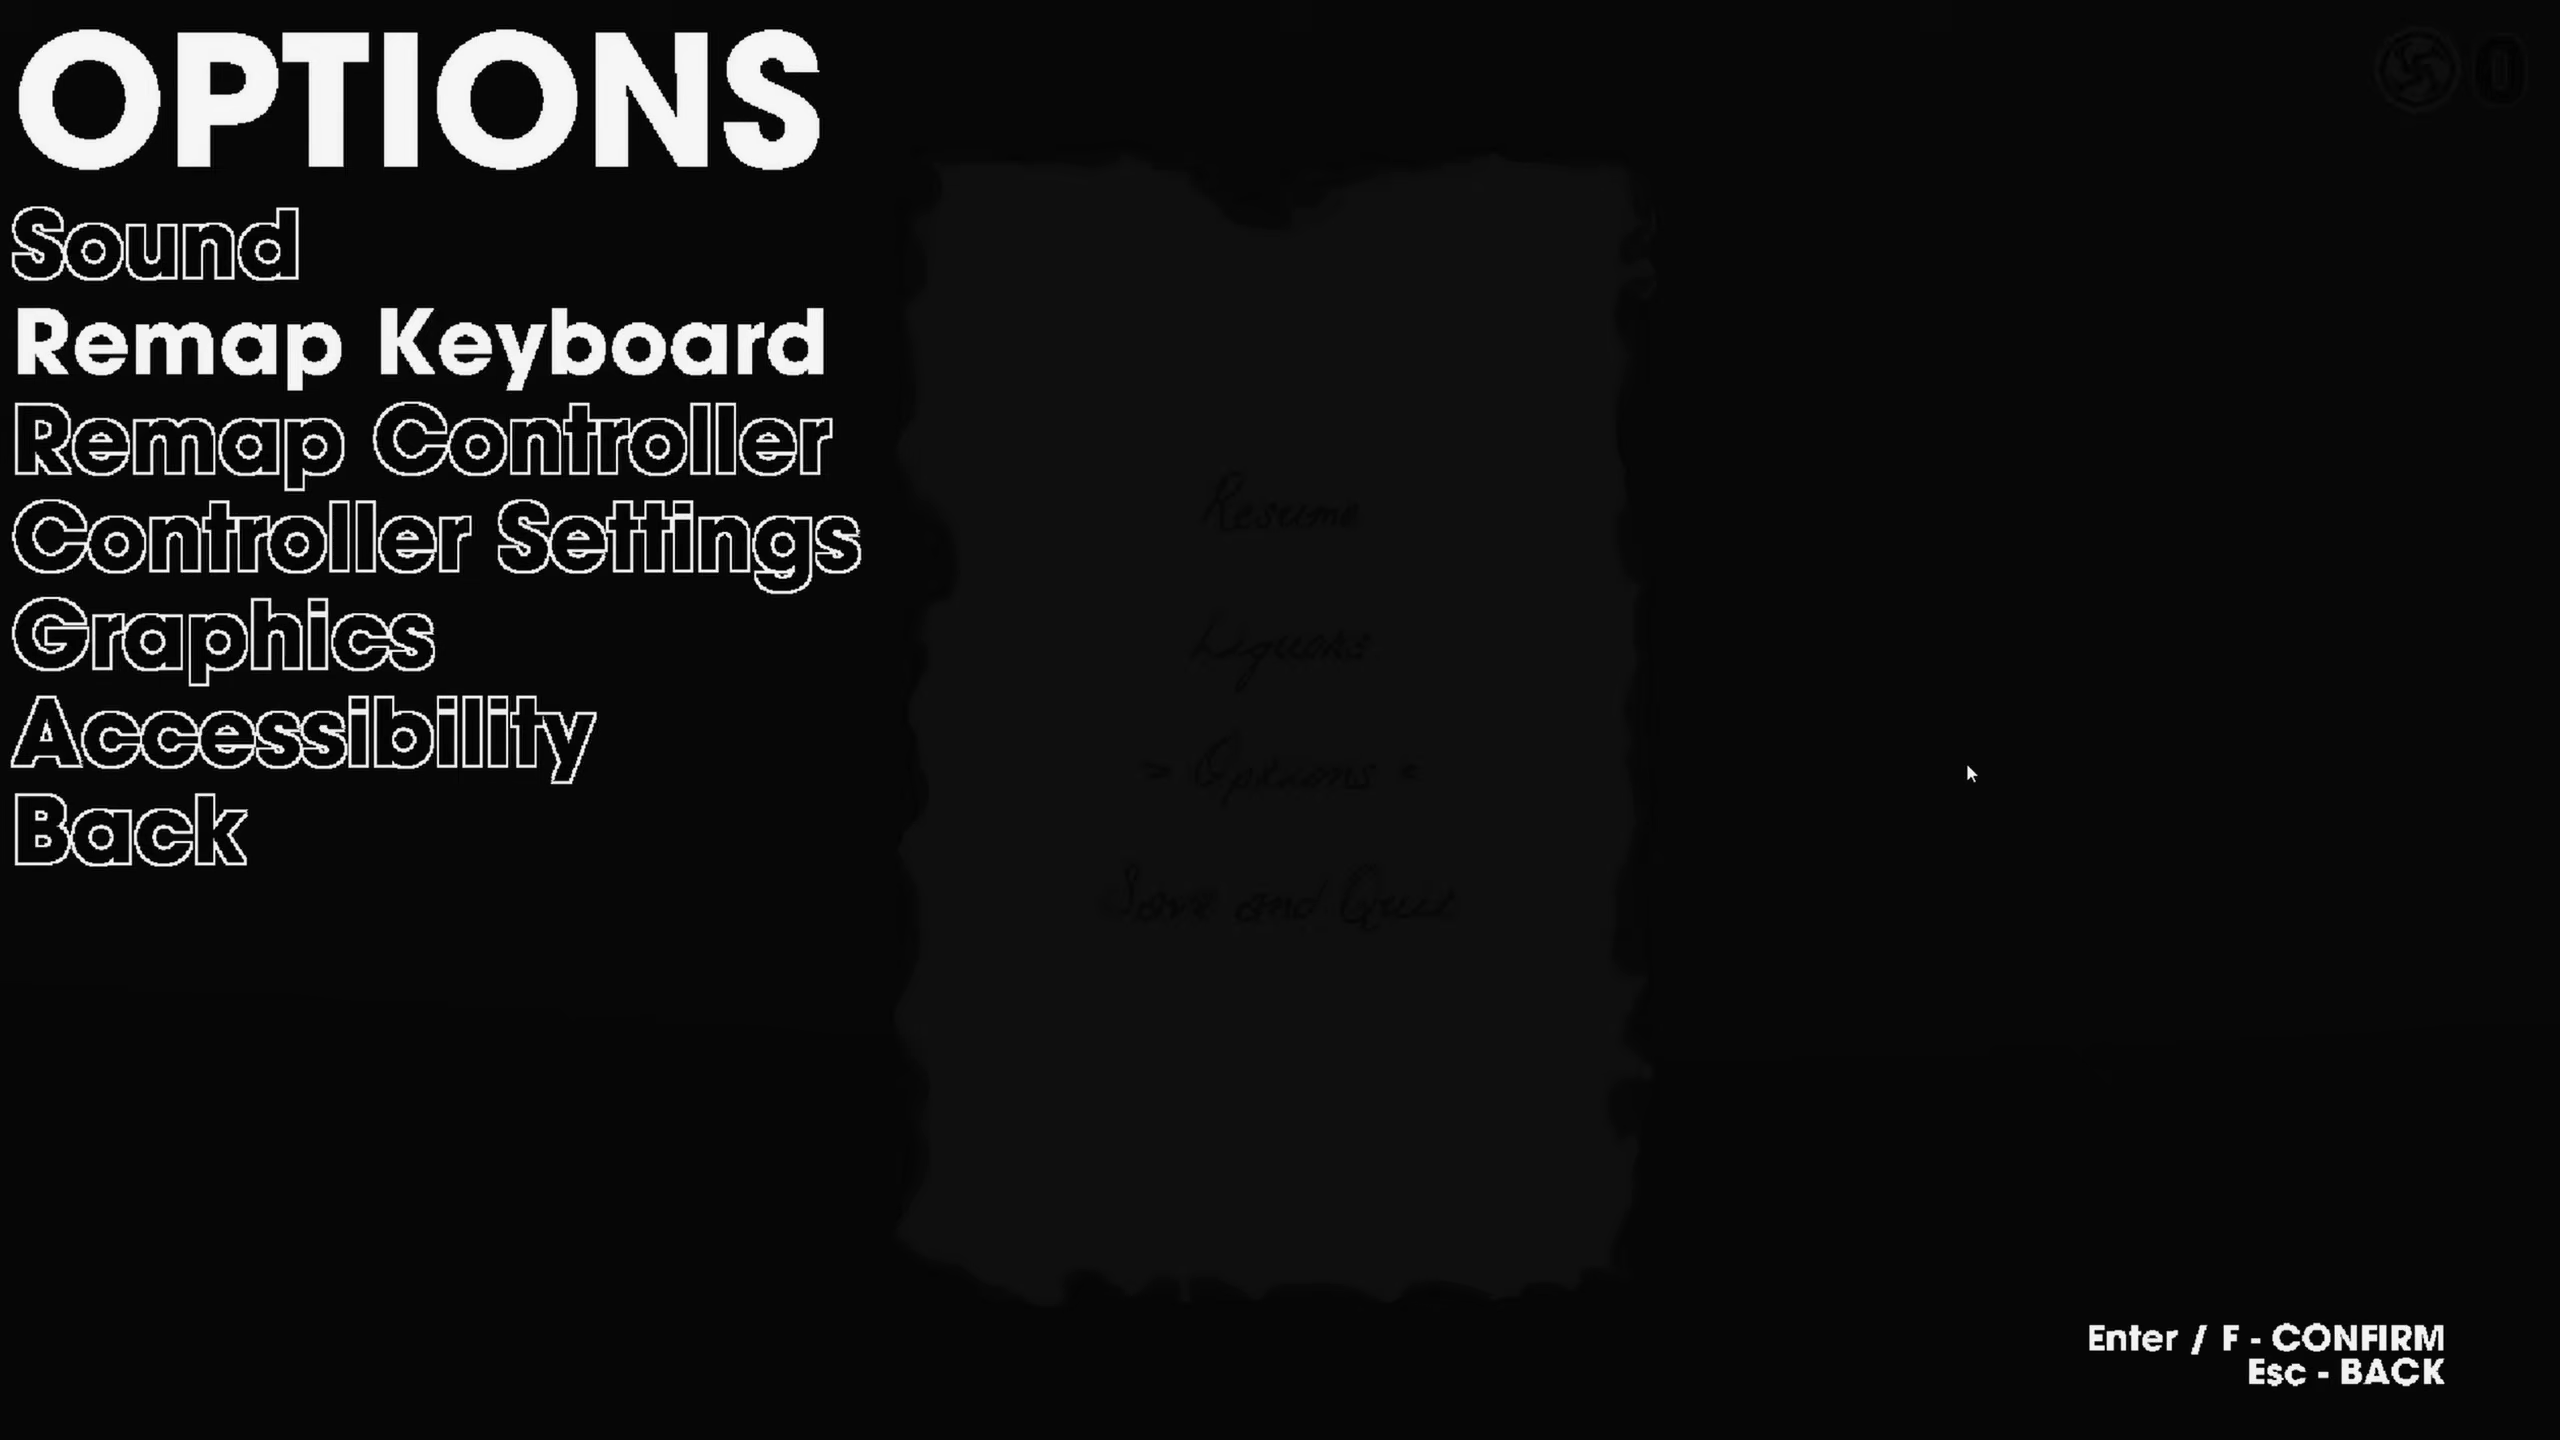 OPTIONS
0
Sound
Remap Keyboard
Remap Controller
Controller Settings
Graphics
Accessibility
Back
Resume
- Options -
Save and Quit
Enter / F - CONFIRM
Esc - BACK